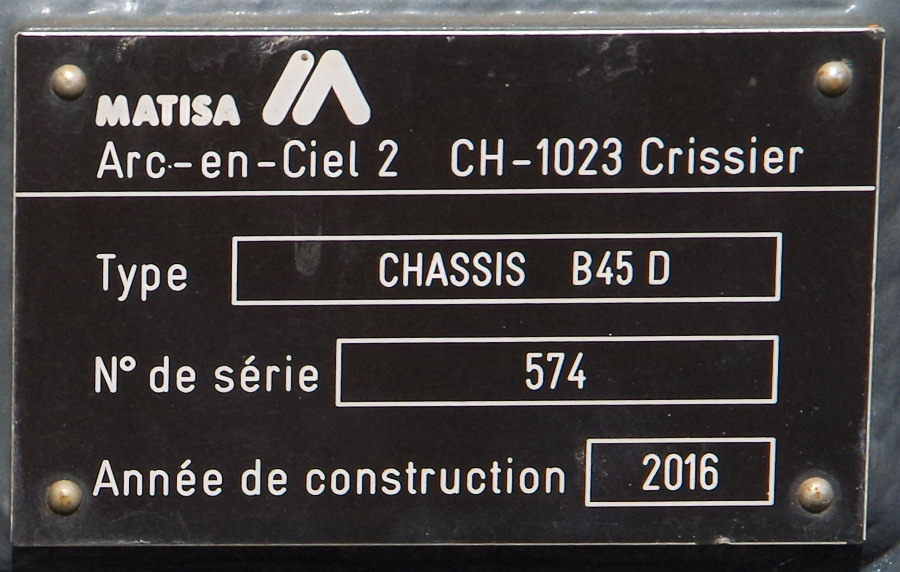 MATISA
Arc-en-Ciel 2 CH-1023 Crissier
Type CHASSIS B45 D
N° de série 574
Année de construction 2016